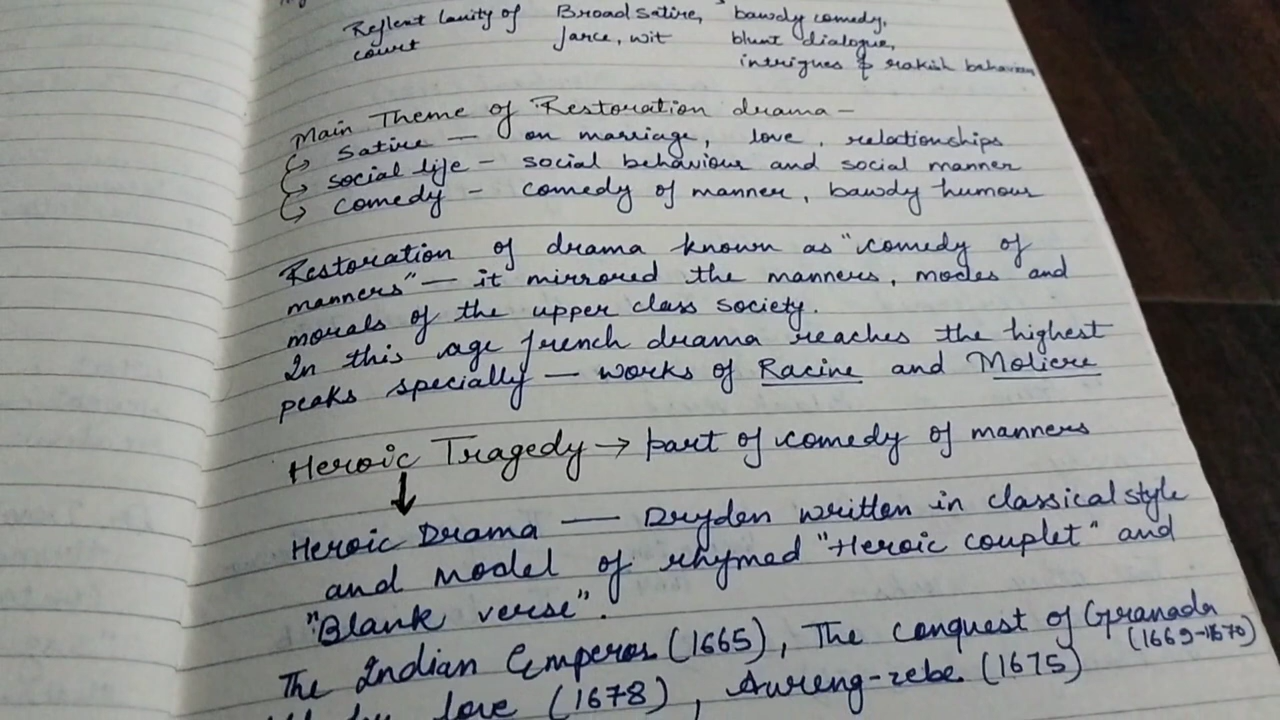 Reflect lavity of Broad satire, bawdy comedy,
court farce, wit blunt dialogue,
intrigues & rakish behaviour
Main Theme of Restoration drama –
Satire — on marriage, love, relationships
social life – social behaviour and social manner
comedy – comedy of manner, bawdy humour
Restoration of drama known as "comedy of
manners" — it mirrored the manners, modes and
morals of the upper class society.
In this age french drama reaches the highest
peaks specially — works of Racine and Moliere
Heroic Tragedy → part of comedy of manners
↓
Heroic Drama — Dryden written in classical style
and model of rhymed "Heroic couplet" and
"Blank verse".
The Indian Emperor (1665), The conquest of Granada
(1669-1670)
love (1678), Aureng-zebe (1675)